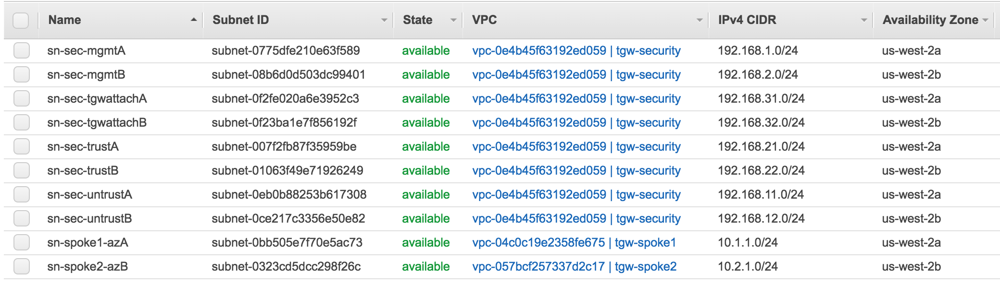 Name Subnet ID State VPC IPv4 CIDR Availability Zone
sn-sec-mgmtA subnet-0775dfe210e63f589 available vpc-0e4b45f63192ed059 | tgw-security 192.168.1.0/24 us-west-2a
sn-sec-mgmtB subnet-08b6d0d503dc99401 available vpc-0e4b45f63192ed059 | tgw-security 192.168.2.0/24 us-west-2b
sn-sec-tgwattachA subnet-0f2fe020a6e3952c3 available vpc-0e4b45f63192ed059 | tgw-security 192.168.31.0/24 us-west-2a
sn-sec-tgwattachB subnet-0f23ba1e7f856192f available vpc-0e4b45f63192ed059 | tgw-security 192.168.32.0/24 us-west-2b
sn-sec-trustA subnet-007f2fb87f35959be available vpc-0e4b45f63192ed059 | tgw-security 192.168.21.0/24 us-west-2a
sn-sec-trustB subnet-01063f49e71926249 available vpc-0e4b45f63192ed059 | tgw-security 192.168.22.0/24 us-west-2b
sn-sec-untrustA subnet-0eb0b88253b617308 available vpc-0e4b45f63192ed059 | tgw-security 192.168.11.0/24 us-west-2a
sn-sec-untrustB subnet-0ce217c3356e50e82 available vpc-0e4b45f63192ed059 | tgw-security 192.168.12.0/24 us-west-2b
sn-spoke1-azA subnet-0bb505e7f70e5ac73 available vpc-04c0c19e2358fe675 | tgw-spoke1 10.1.1.0/24 us-west-2a
sn-spoke2-azB subnet-0323cd5dcc298f26c available vpc-057bcf257337d2c17 | tgw-spoke2 10.2.1.0/24 us-west-2b